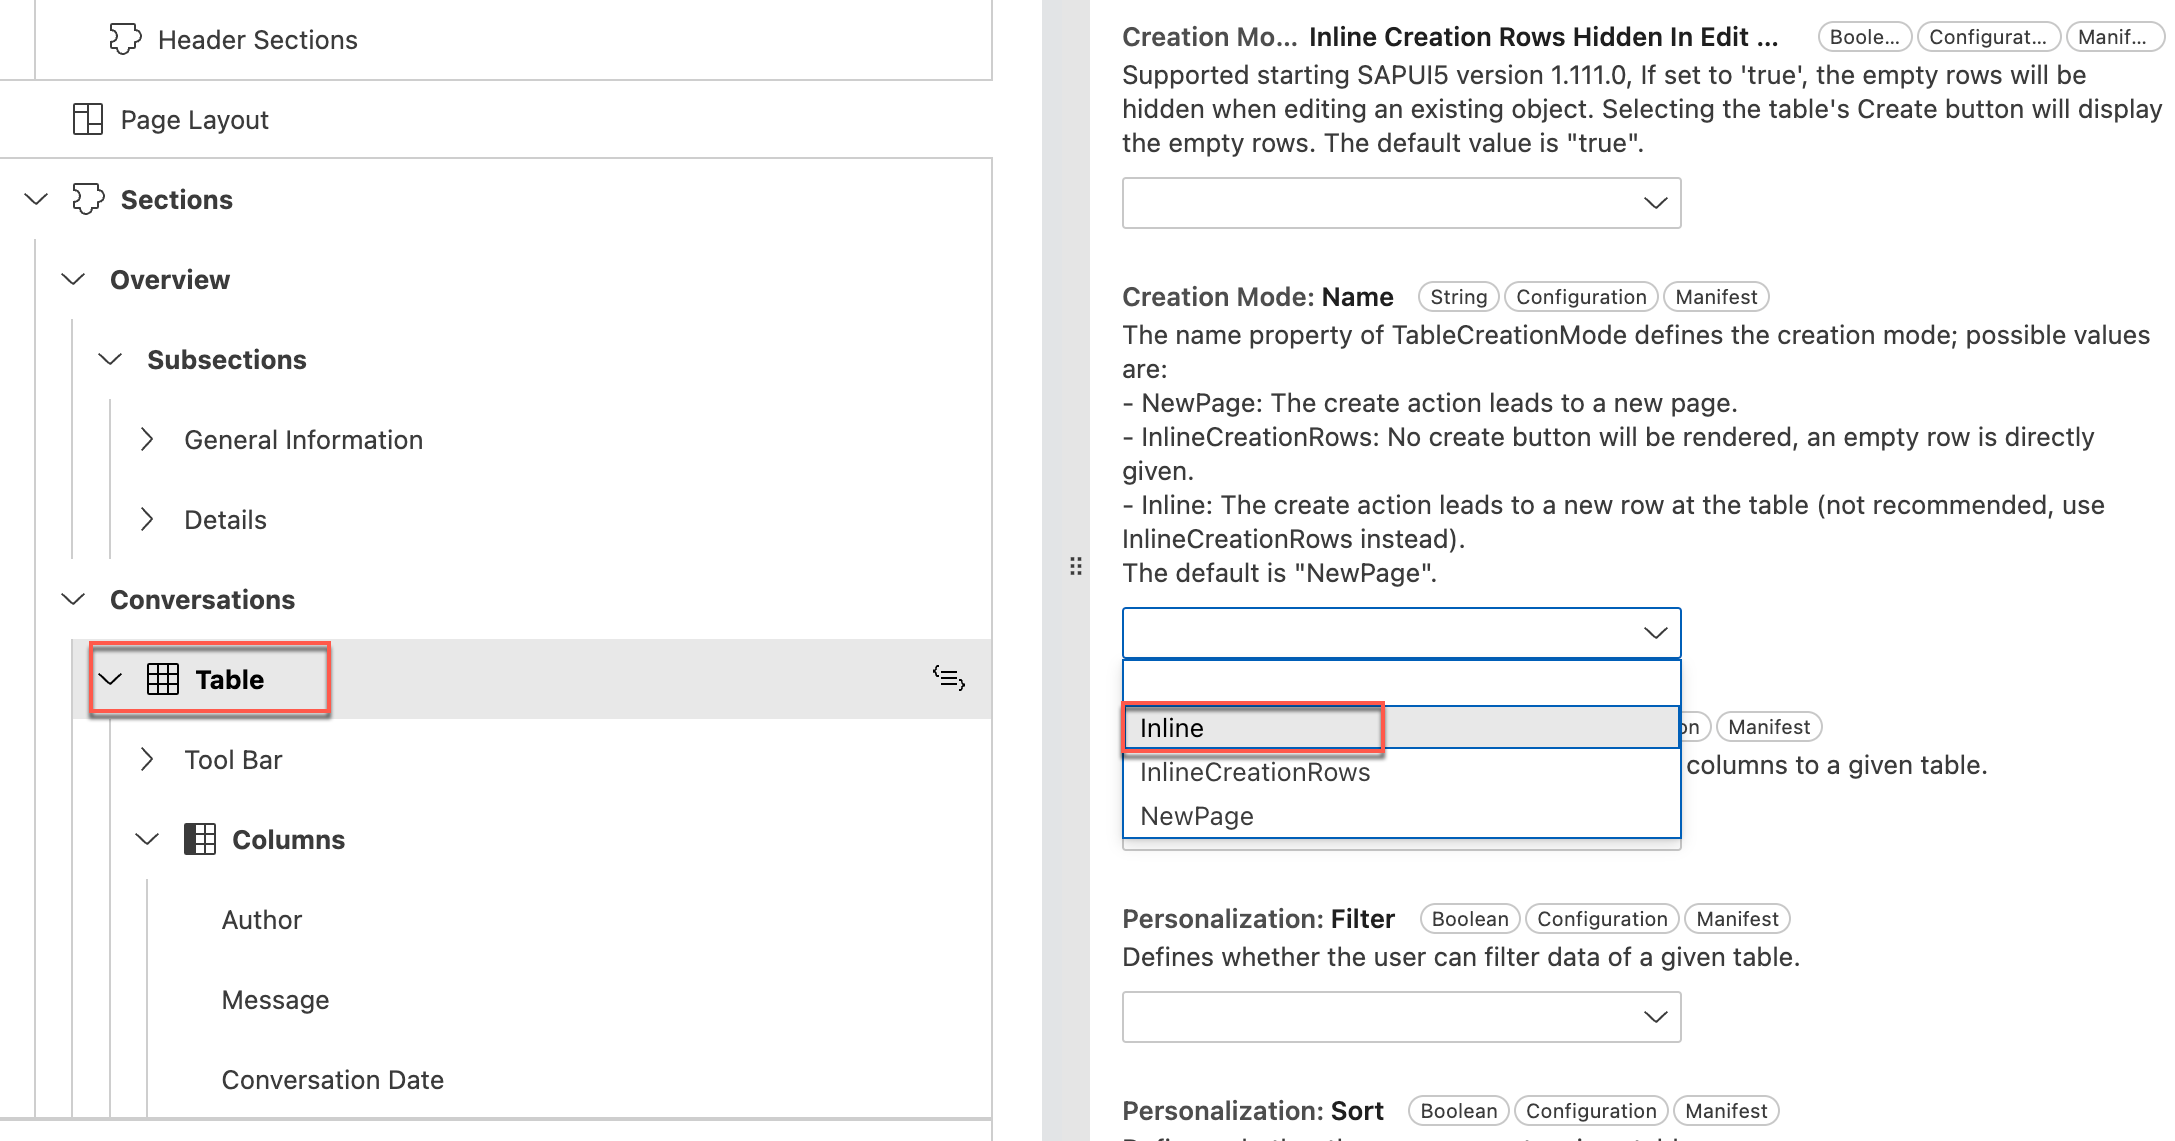 Header Sections
Page Layout
Sections
Overview
Subsections
General Information
Details
Conversations
Table
Tool Bar
Columns
Author
Message
Conversation Date
Creation Mo... Inline Creation Rows Hidden In Edit ... Boole... Configurat... Manif...
Supported starting SAPUI5 version 1.111.0, If set to 'true', the empty rows will be
hidden when editing an existing object. Selecting the table's Create button will display
the empty rows. The default value is "true".
Creation Mode: Name String Configuration Manifest
The name property of TableCreationMode defines the creation mode; possible values
are:
- NewPage: The create action leads to a new page.
- InlineCreationRows: No create button will be rendered, an empty row is directly
given.
- Inline: The create action leads to a new row at the table (not recommended, use
InlineCreationRows instead).
The default is "NewPage".
Inline
InlineCreationRows
NewPage
on Manifest
columns to a given table.
Personalization: Filter Boolean Configuration Manifest
Defines whether the user can filter data of a given table.
Personalization: Sort Boolean Configuration Manifest